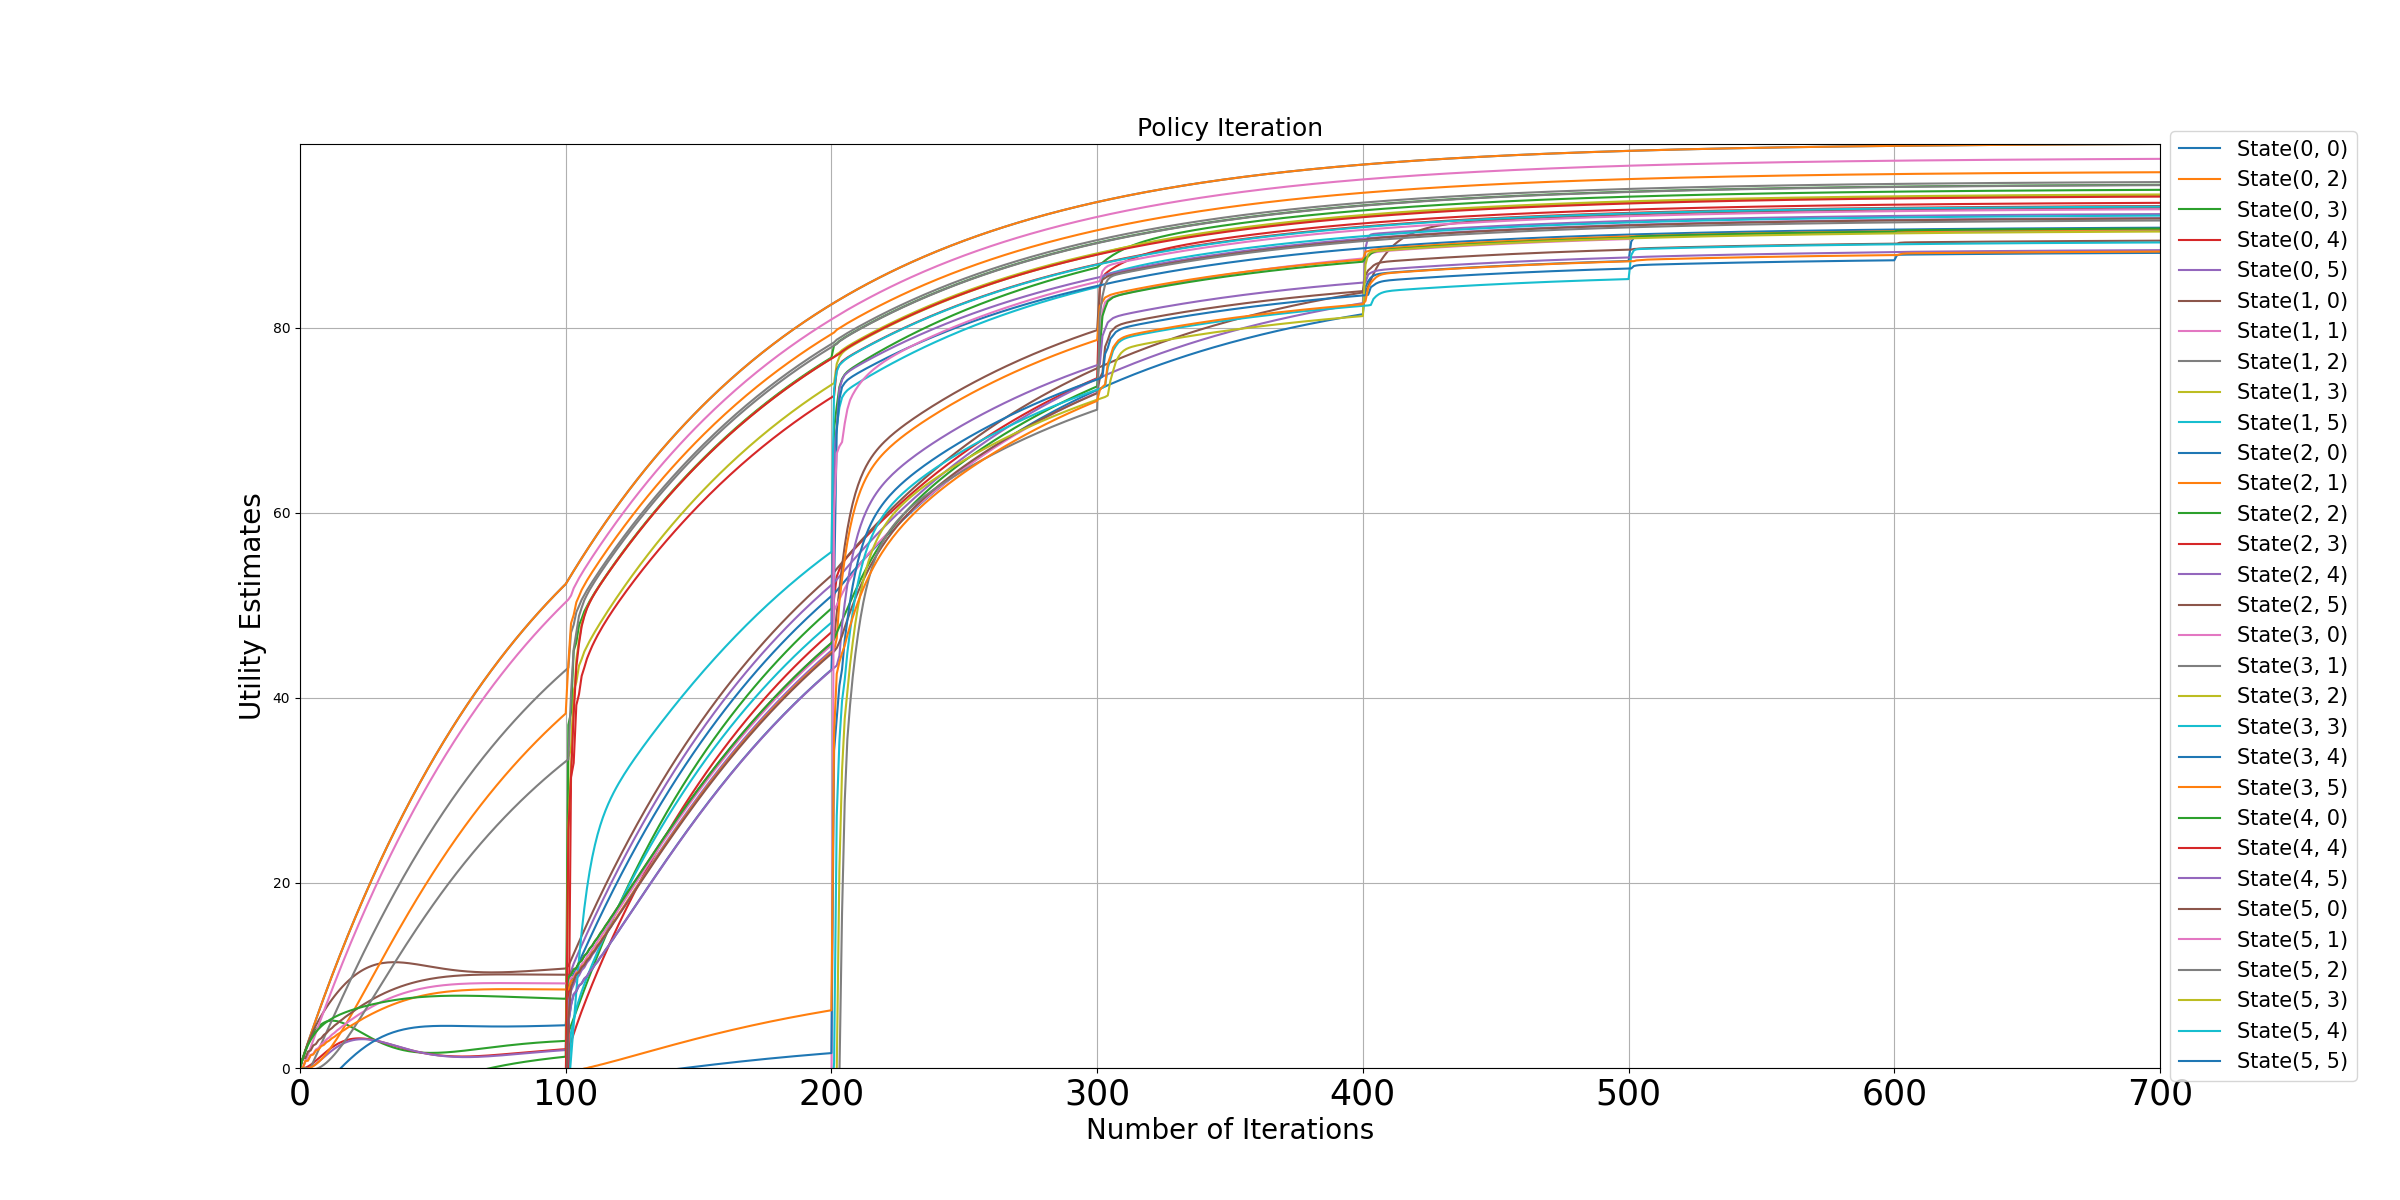 Policy Iteration
Utility Estimates
80
60
40
20
0
0 100 200 300 400 500 600 700
Number of Iterations
State(0, 0)
State(0, 2)
State(0, 3)
State(0, 4)
State(0, 5)
State(1, 0)
State(1, 1)
State(1, 2)
State(1, 3)
State(1, 5)
State(2, 0)
State(2, 1)
State(2, 2)
State(2, 3)
State(2, 4)
State(2, 5)
State(3, 0)
State(3, 1)
State(3, 2)
State(3, 3)
State(3, 4)
State(3, 5)
State(4, 0)
State(4, 4)
State(4, 5)
State(5, 0)
State(5, 1)
State(5, 2)
State(5, 3)
State(5, 4)
State(5, 5)